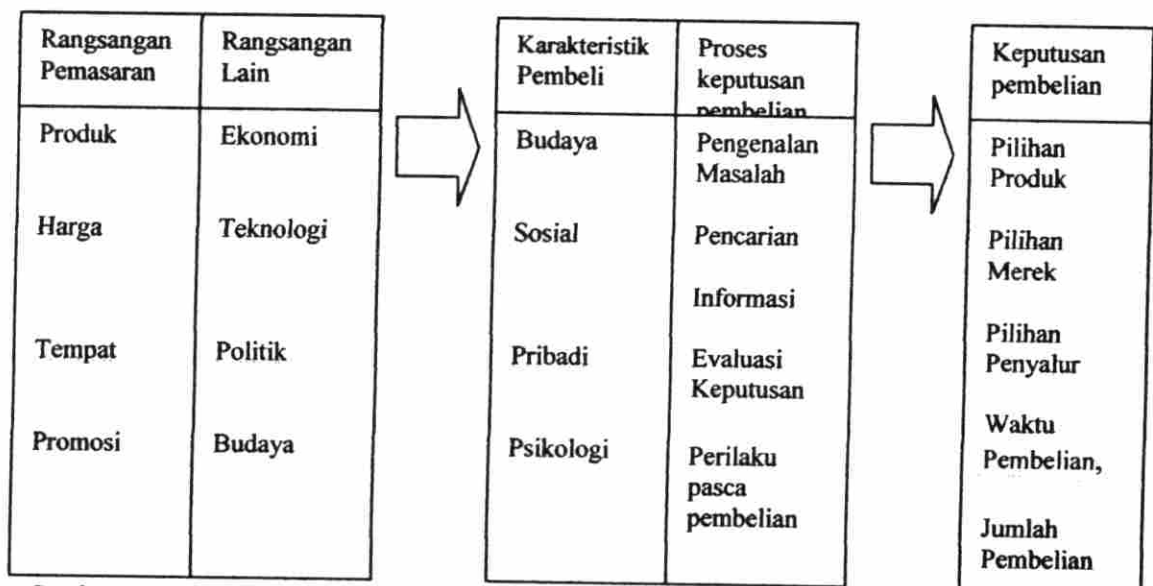 Rangsangan
Pemasaran
Rangsangan
Lain
Produk
Ekonomi
Harga
Teknologi
Tempat
Politik
Promosi
Budaya
Karakteristik
Pembeli
Proses
keputusan
pembelian
Budaya
Pengenalan
Masalah
Sosial
Pencarian
Informasi
Pribadi
Evaluasi
Keputusan
Psikologi
Perilaku
pasca
pembelian
Keputusan
pembelian
Pilihan
Produk
Pilihan
Merek
Pilihan
Penyalur
Waktu
Pembelian,
Jumlah
Pembelian